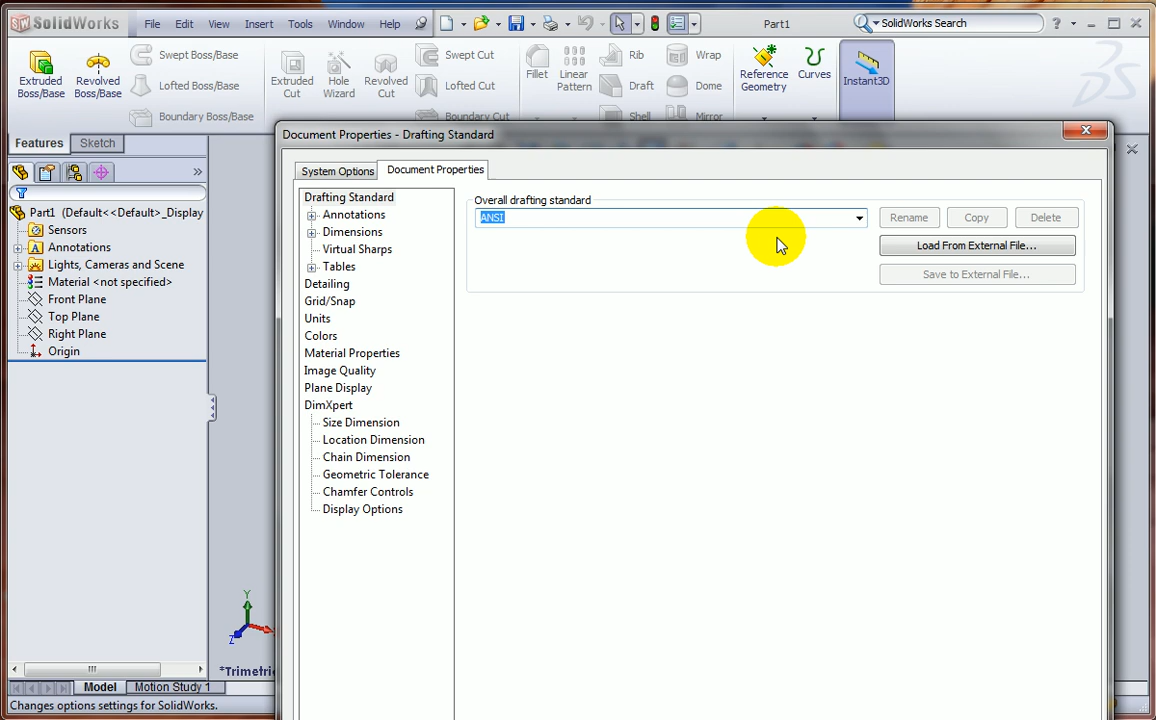 SolidWorks
File Edit View Insert Tools Window Help
Part1
SolidWorks Search
?
Extruded Boss/Base
Revolved Boss/Base
Swept Boss/Base
Lofted Boss/Base
Boundary Boss/Base
Extruded Cut
Hole Wizard
Revolved Cut
Swept Cut
Lofted Cut
Boundary Cut
Fillet
Linear Pattern
Rib
Draft
Shell
Wrap
Dome
Mirror
Reference Geometry
Curves
Instant3D
Features Sketch
Part1 (Default<<Default>_Display
Sensors
Annotations
Lights, Cameras and Scene
Material <not specified>
Front Plane
Top Plane
Right Plane
Origin
Document Properties - Drafting Standard
System Options Document Properties
Drafting Standard
Annotations
Dimensions
Virtual Sharps
Tables
Detailing
Grid/Snap
Units
Colors
Material Properties
Image Quality
Plane Display
DimXpert
Size Dimension
Location Dimension
Chain Dimension
Geometric Tolerance
Chamfer Controls
Display Options
Overall drafting standard
ANSI
Rename Copy Delete
Load From External File...
Save to External File...
Y
Z
*Trimetri
Model Motion Study 1
Changes options settings for SolidWorks.